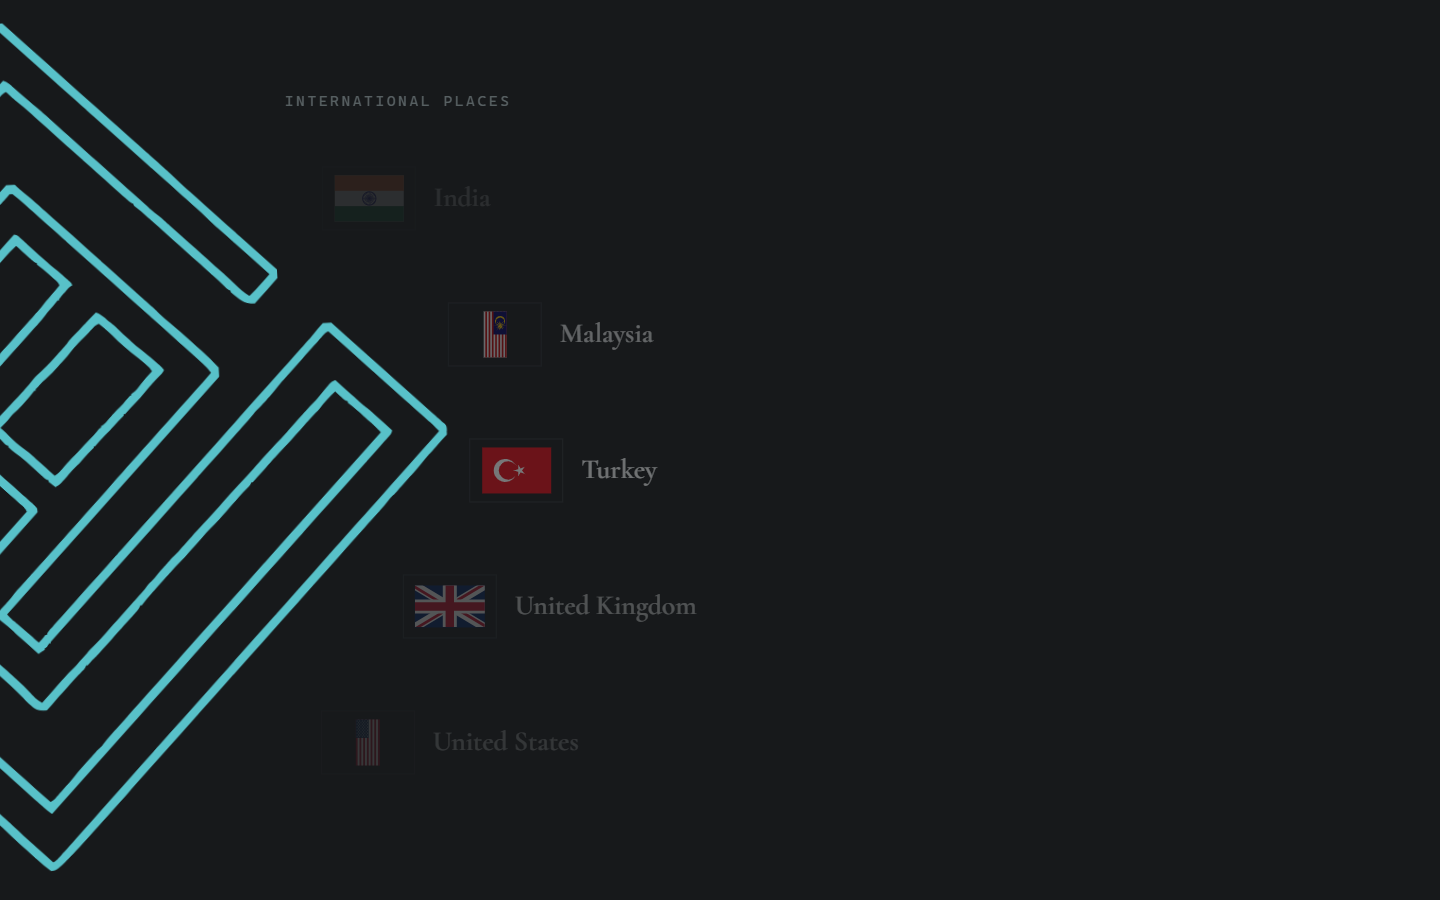 INTERNATIONAL PLACES
India
Malaysia
Turkey
United Kingdom
United States